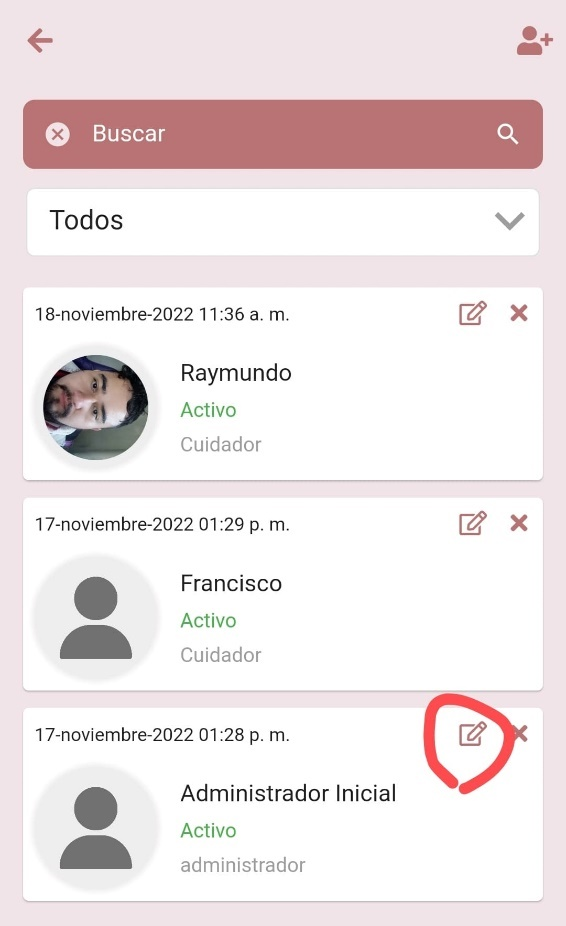 Buscar
Todos
18-noviembre-2022 11:36 a. m.
Raymundo
Activo
Cuidador
17-noviembre-2022 01:29 p. m.
Francisco
Activo
Cuidador
17-noviembre-2022 01:28 p. m.
Administrador Inicial
Activo
administrador